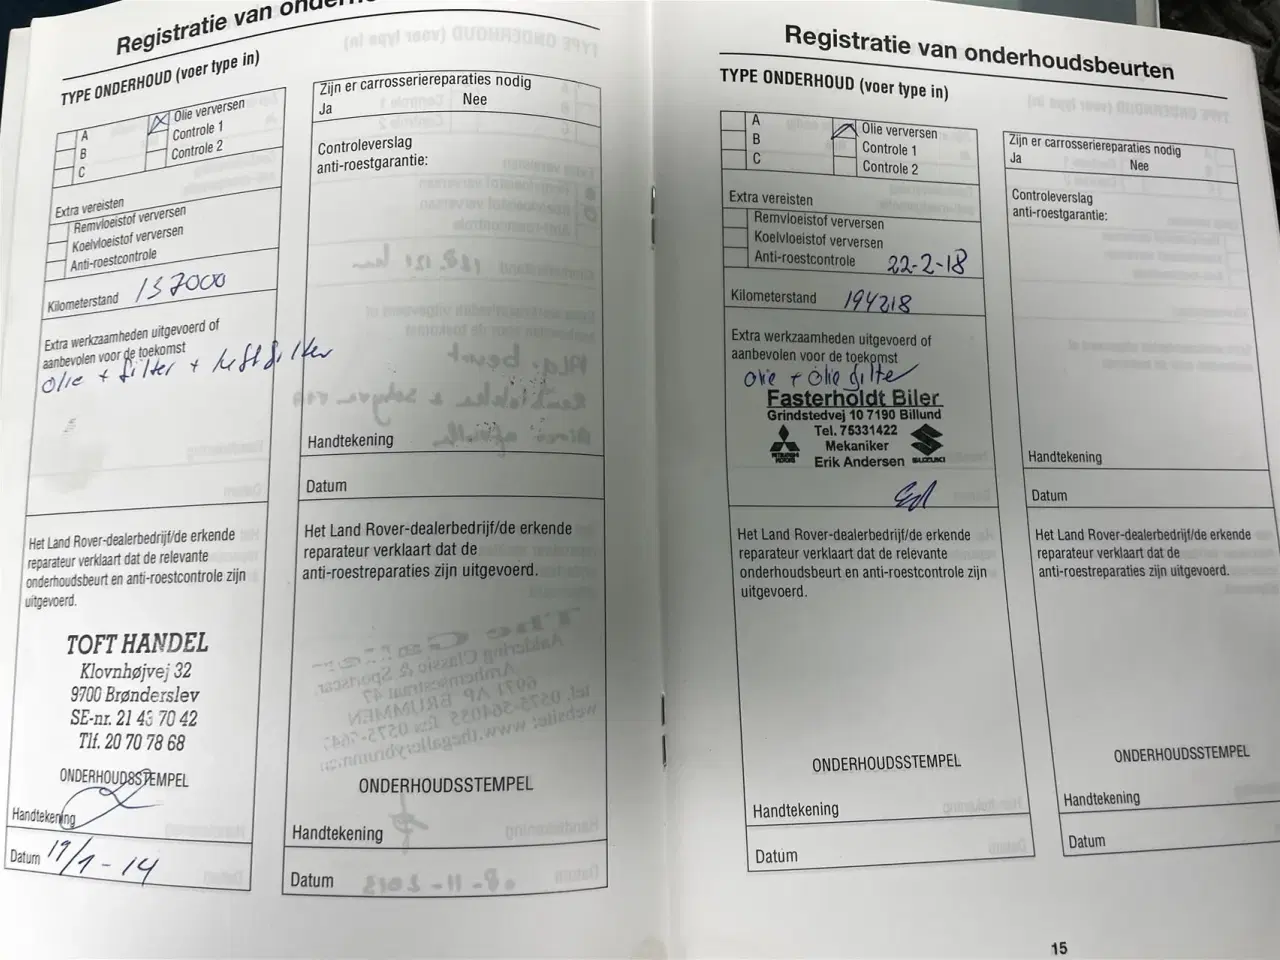 Registratie van
TYPE ONDERHOUD (voer type in)
A
B
C
Olie verversen
Controle 1
Controle 2
Extra vereisten
Remvloeistof verversen
Koelvloeistof verversen
Anti-roestcontrole
Kilometerstand 157000
Extra werkzaamheden uitgevoerd of
aanbevolen voor de toekomst
olie + filter + luftfilter
Het Land Rover-dealerbedrijf/de erkende
reparateur verklaart dat de relevante
onderhoudsbeurt en anti-roestcontrole zijn
uitgevoerd.
TOFT HANDEL
Klovnhøjvej 32
9700 Brønderslev
SE-nr. 21 43 70 42
Tlf. 20 70 78 68
ONDERHOUDSSTEMPEL
Handtekening
Datum 17/1-14
Zijn er carrosseriereparaties nodig
Ja Nee
Controleverslag
anti-roestgarantie:
Handtekening
Datum
Het Land Rover-dealerbedrijf/de erkende
reparateur verklaart dat de
anti-roestreparaties zijn uitgevoerd.
ONDERHOUDSSTEMPEL
Handtekening
Datum
Registratie van onderhoudsbeurten
TYPE ONDERHOUD (voer type in)
A
B
C
Olie verversen
Controle 1
Controle 2
Extra vereisten
Remvloeistof verversen
Koelvloeistof verversen
Anti-roestcontrole 22-2-18
Kilometerstand 194218
Extra werkzaamheden uitgevoerd of
aanbevolen voor de toekomst
olie + olie filter
Fasterholdt Biler
Grindstedvej 10 7190 Billund
Tel. 75331422
Mekaniker
Erik Andersen
MITSUBISHI MOTORS
SUZUKI
Het Land Rover-dealerbedrijf/de erkende
reparateur verklaart dat de relevante
onderhoudsbeurt en anti-roestcontrole zijn
uitgevoerd.
ONDERHOUDSSTEMPEL
Handtekening
Datum
Zijn er carrosseriereparaties nodig
Ja Nee
Controleverslag
anti-roestgarantie:
Handtekening
Datum
Het Land Rover-dealerbedrijf/de erkende
reparateur verklaart dat de
anti-roestreparaties zijn uitgevoerd.
ONDERHOUDSSTEMPEL
Handtekening
Datum
15